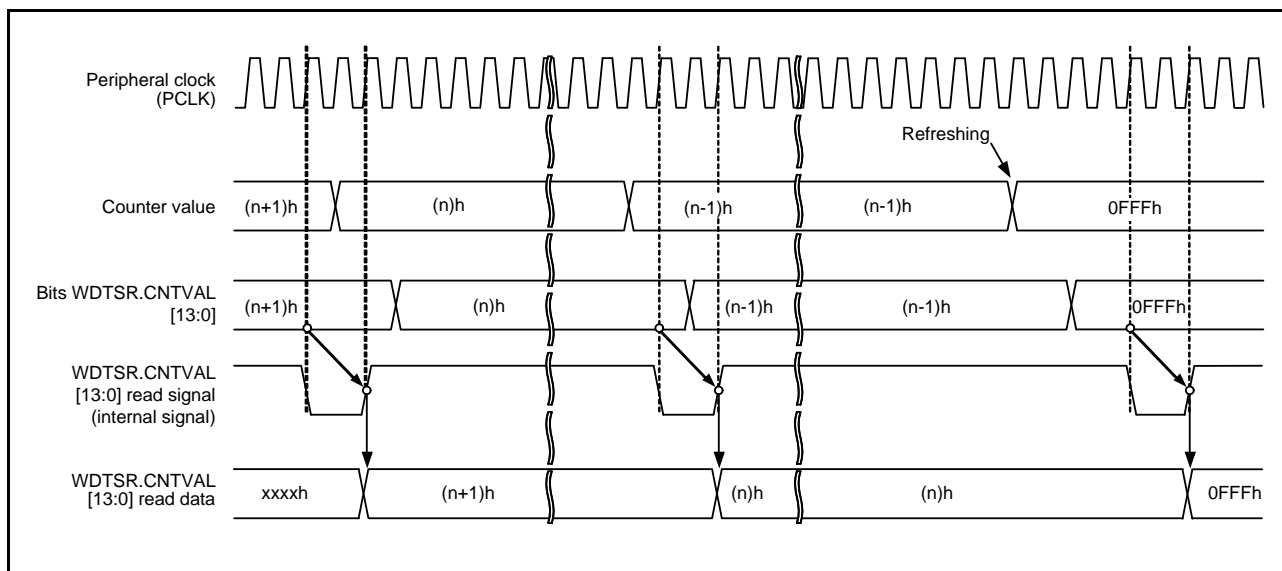 Peripheral clock
(PCLK)
Refreshing
Counter value
(n+1)h
(n)h
(n-1)h
(n-1)h
0FFFh
Bits WDTSR.CNTVAL
[13:0]
(n+1)h
(n)h
(n-1)h
(n-1)h
0FFFh
WDTSR.CNTVAL
[13:0] read signal
(internal signal)
WDTSR.CNTVAL
[13:0] read data
xxxxh
(n+1)h
(n)h
(n)h
0FFFh